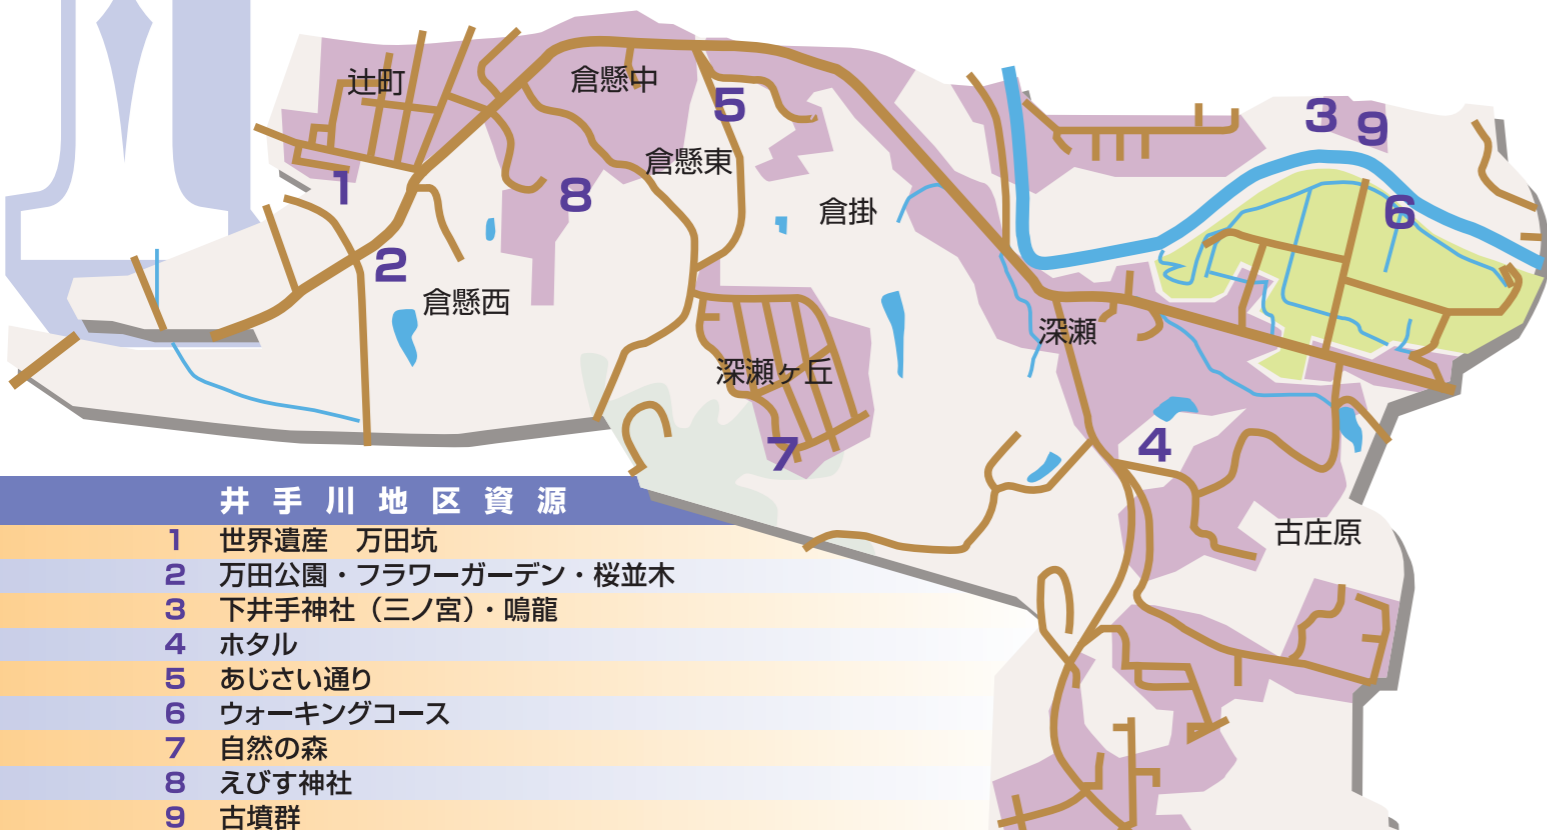 辻町
倉懸中
5
3
9
倉懸東
1
8
倉掛
6
2
倉懸西
深瀬
深瀬ヶ丘
7
4
古庄原
井手川地区資源
1 世界遺産 万田坑
2 万田公園・フラワーガーデン・桜並木
3 下井手神社（三ノ宮）・鳴龍
4 ホタル
5 あじさい通り
6 ウォーキングコース
7 自然の森
8 えびす神社
9 古墳群